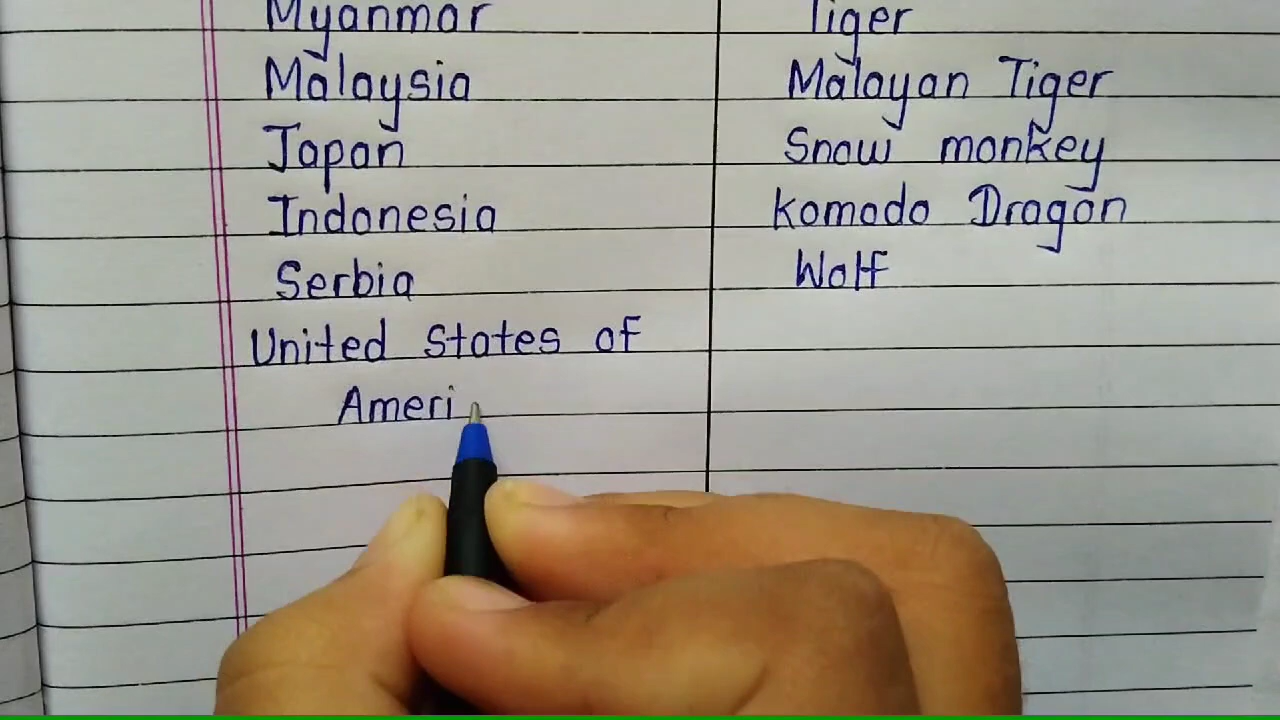 Myanmar Tiger
Malaysia Malayan Tiger
Japan Snow monkey
Indonesia Komodo Dragon
Serbia Wolf
United States of
Ameri